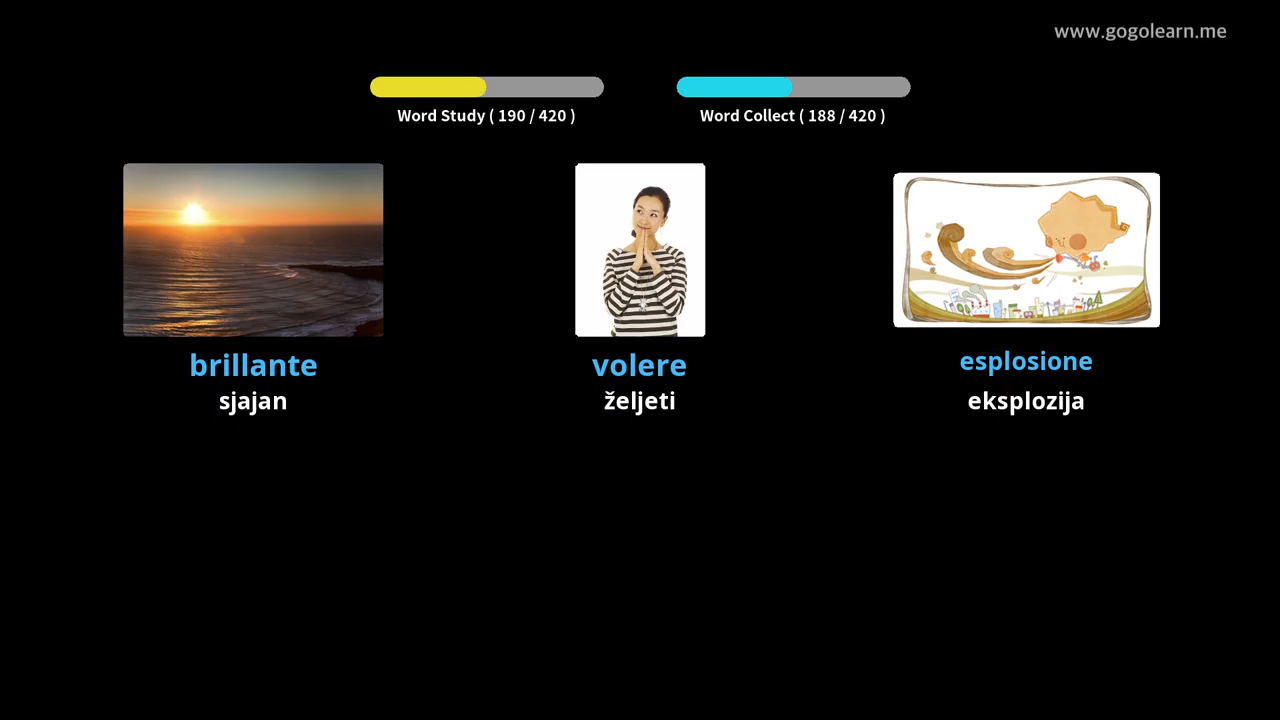 www.gogolearn.me
Word Study ( 190 / 420 )
Word Collect ( 188 / 420 )
brillante
sjajan
volere
željeti
esplosione
eksplozija